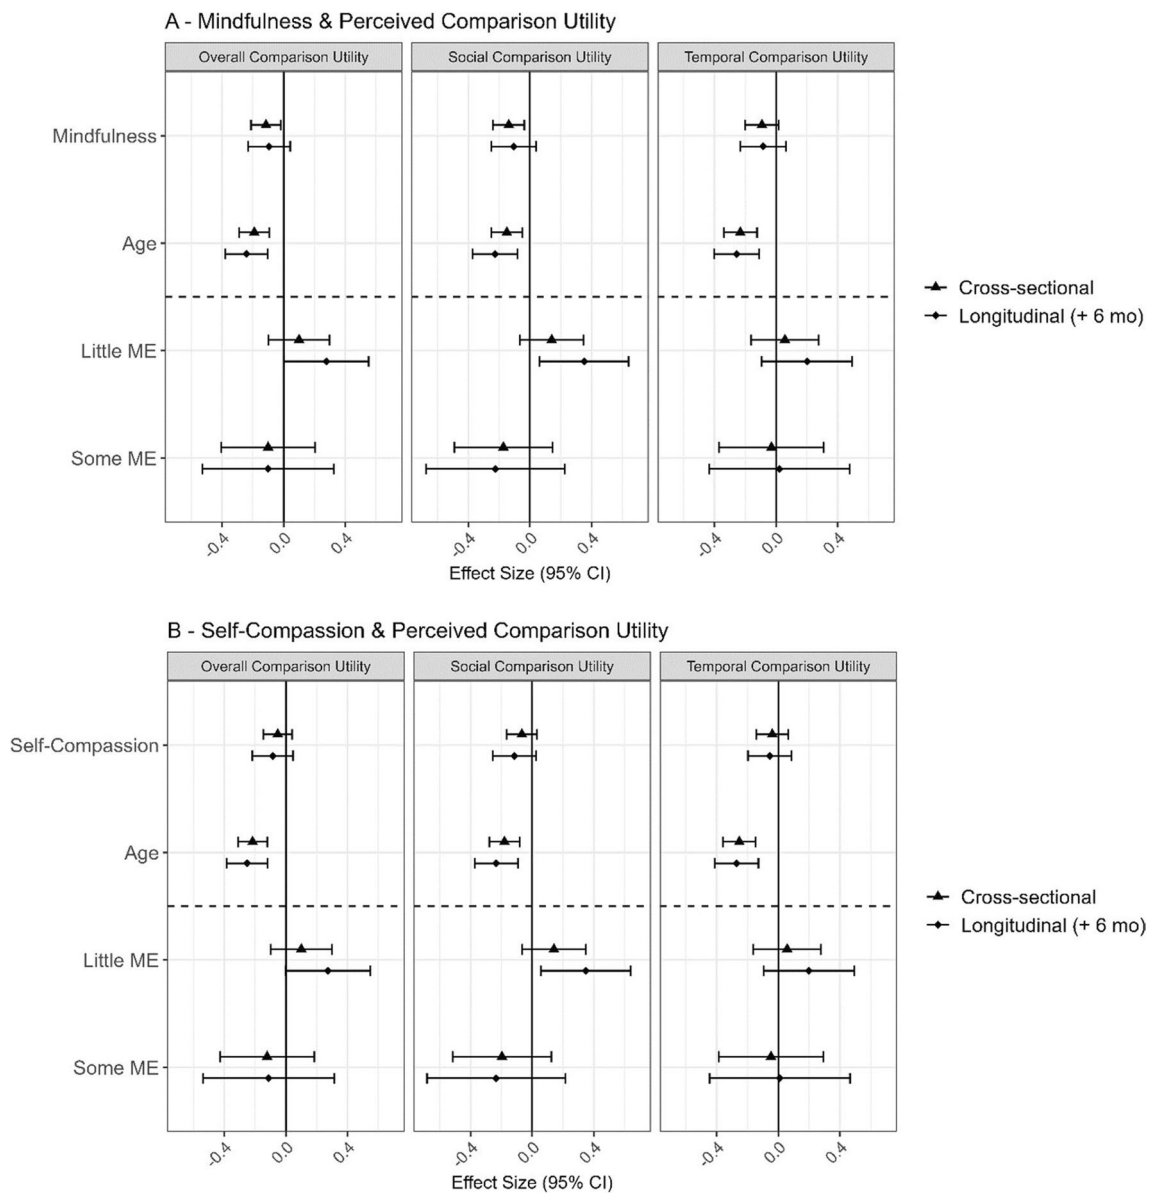 A - Mindfulness & Perceived Comparison Utility
Overall Comparison Utility
Social Comparison Utility
Temporal Comparison Utility
Mindfulness
Age
Little ME
Some ME
Cross-sectional
Longitudinal (+ 6 mo)
-0.4
0.0
0.4
-0.4
0.0
0.4
-0.4
0.0
0.4
Effect Size (95% CI)
B - Self-Compassion & Perceived Comparison Utility
Overall Comparison Utility
Social Comparison Utility
Temporal Comparison Utility
Self-Compassion
Age
Little ME
Some ME
Cross-sectional
Longitudinal (+ 6 mo)
-0.4
0.0
0.4
-0.4
0.0
0.4
-0.4
0.0
0.4
Effect Size (95% CI)